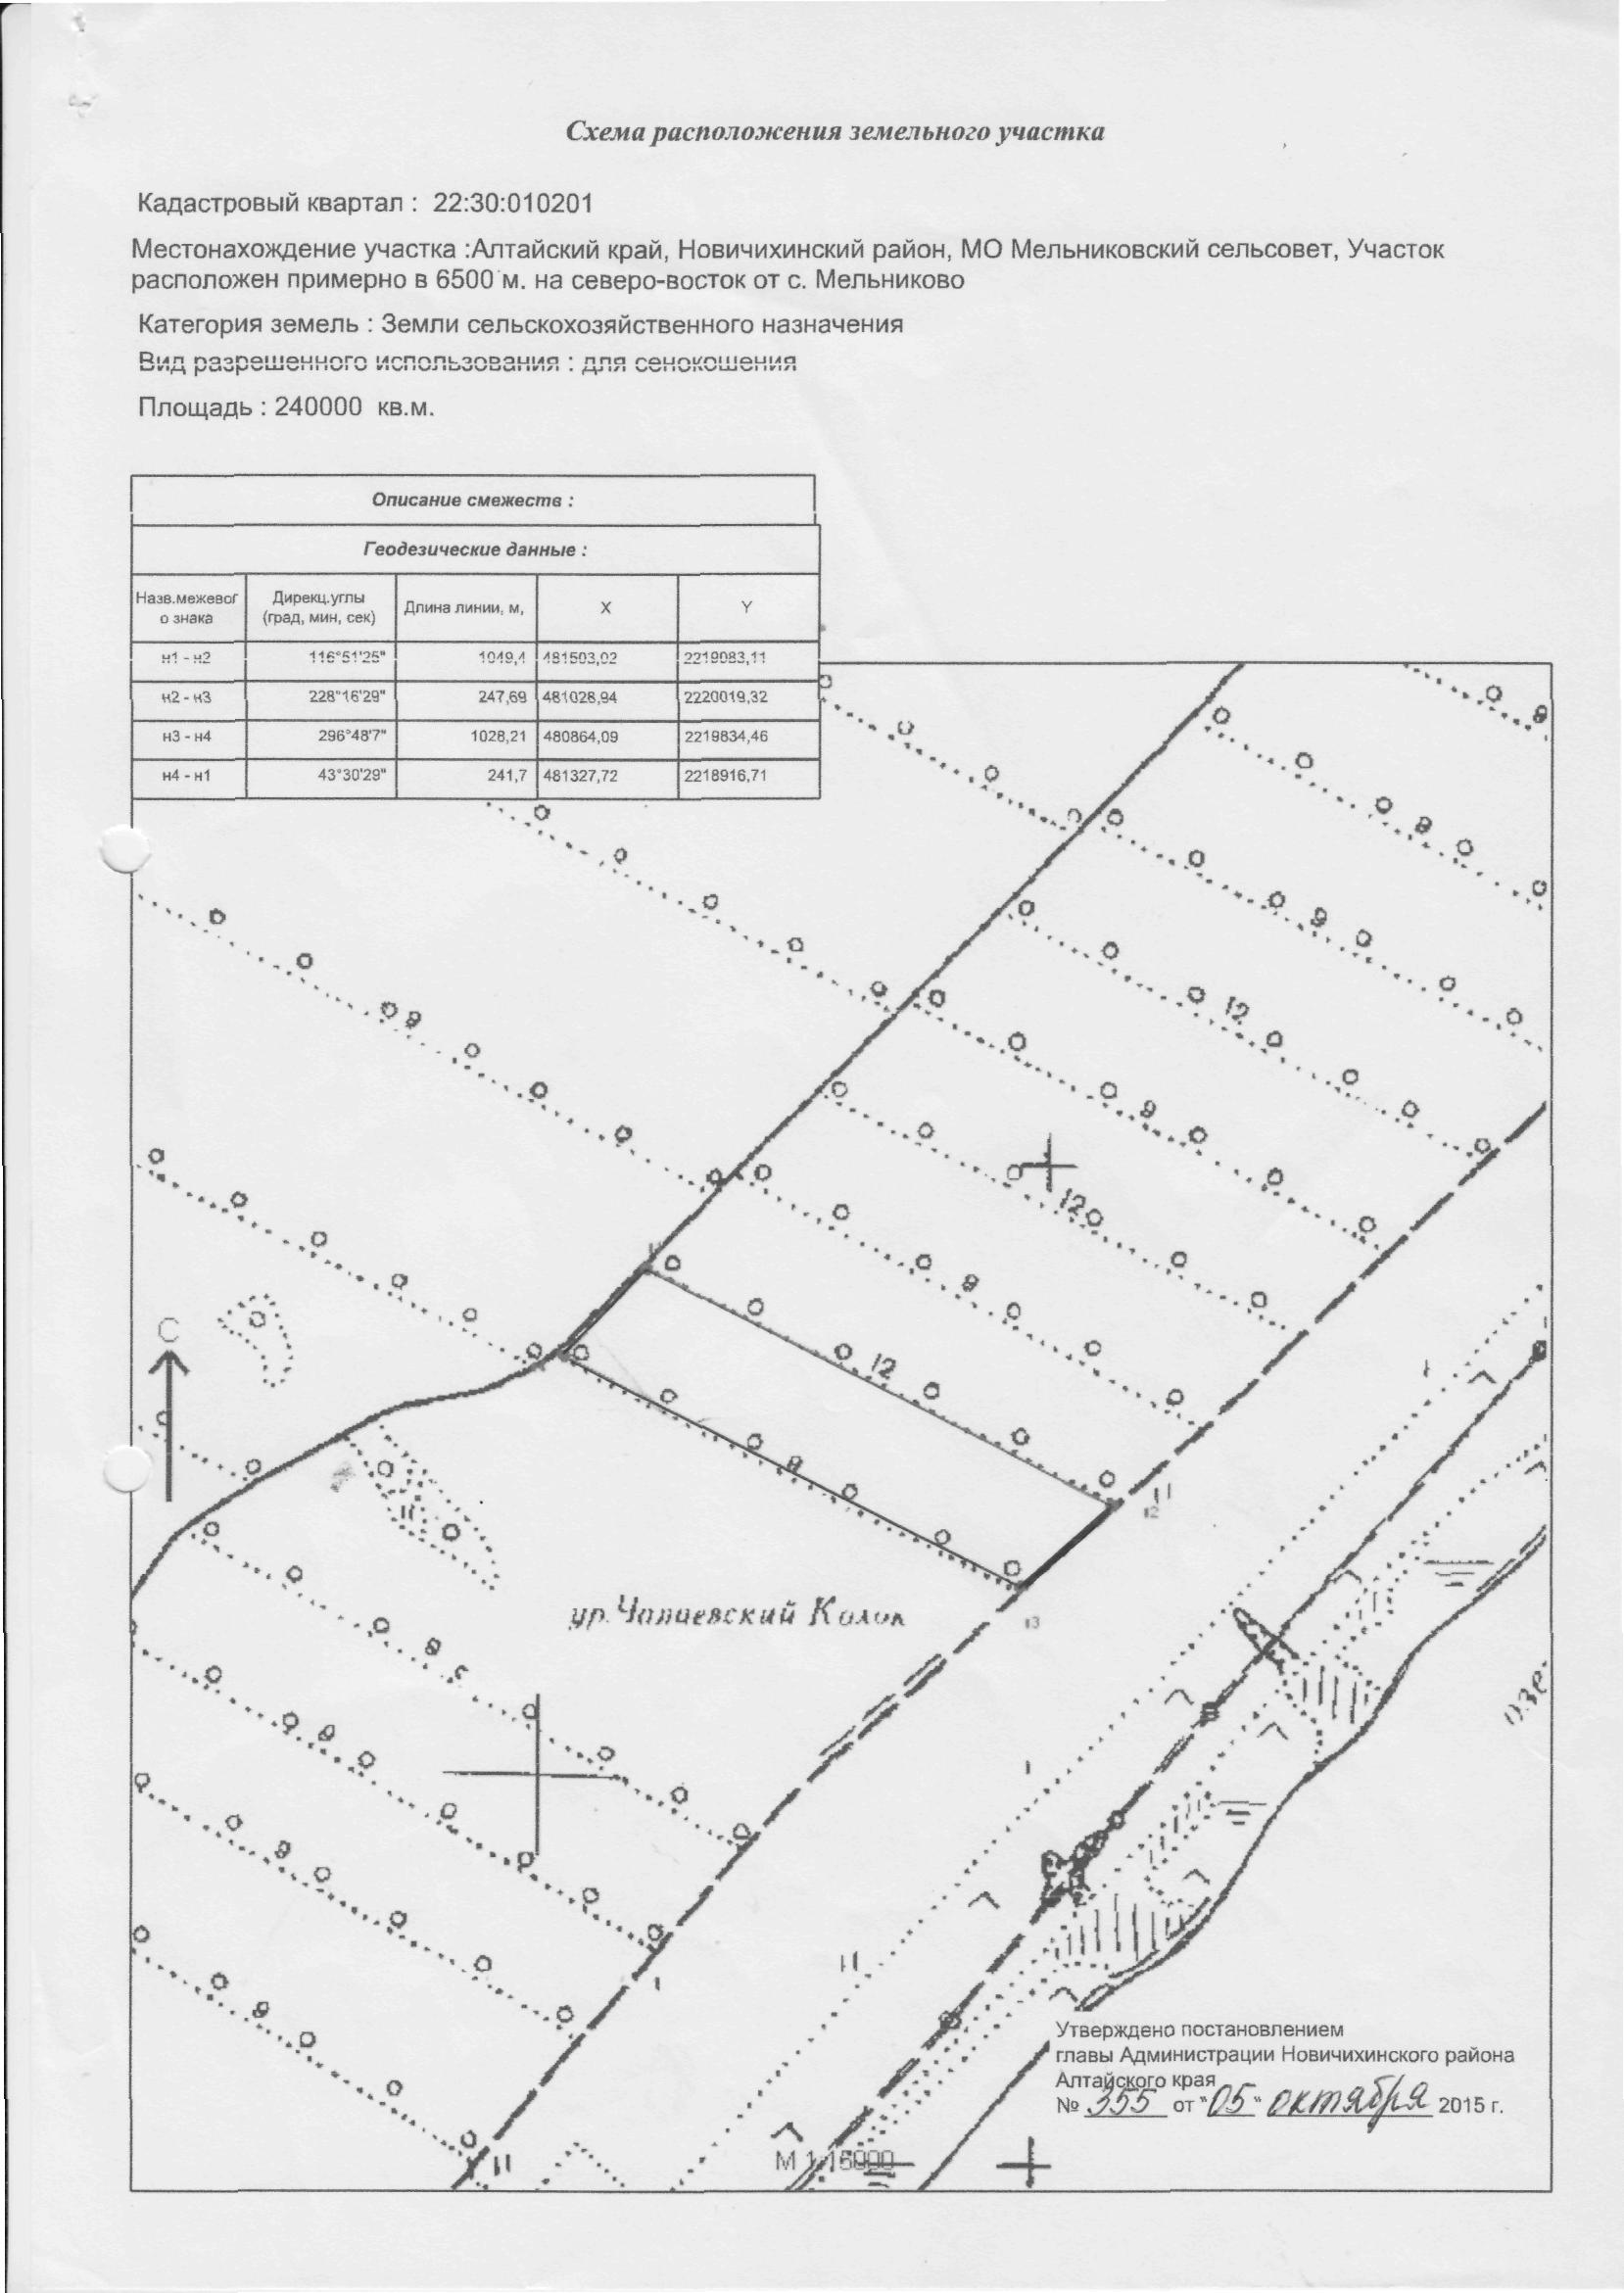 Схема расположения земельного участка
Кадастровый квартал : 22:30:010201
Местонахождение участка :Алтайский край, Новичихинский район, МО Мельниковский сельсовет, Участок
расположен примерно в 6500 м. на северо-восток от с. Мельниково
Категория земель : Земли сельскохозяйственного назначения
Вид разрешенного использования : для сенокошения
Площадь : 240000 кв.м.
Описание смежеств :
Геодезические данные :
Назв.межевог
о знака
Дирекц.углы
(град, мин, сек)
Длина линии, м,
X
Y
н1 - н2 116°51'25" 1049,4 481503,02 2219083,11
н2 - н3 228°16'29" 247,69 481028,94 2220019,32
н3 - н4 296°48'7" 1028,21 480864,09 2219834,46
н4 - н1 43°30'29" 241,7 481327,72 2218916,71
12
12
С
12
ур.Чапаевский Колок
Утверждено постановлением
главы Администрации Новичихинского района
Алтайского края
№ 355 от "05" октября 2015 г.